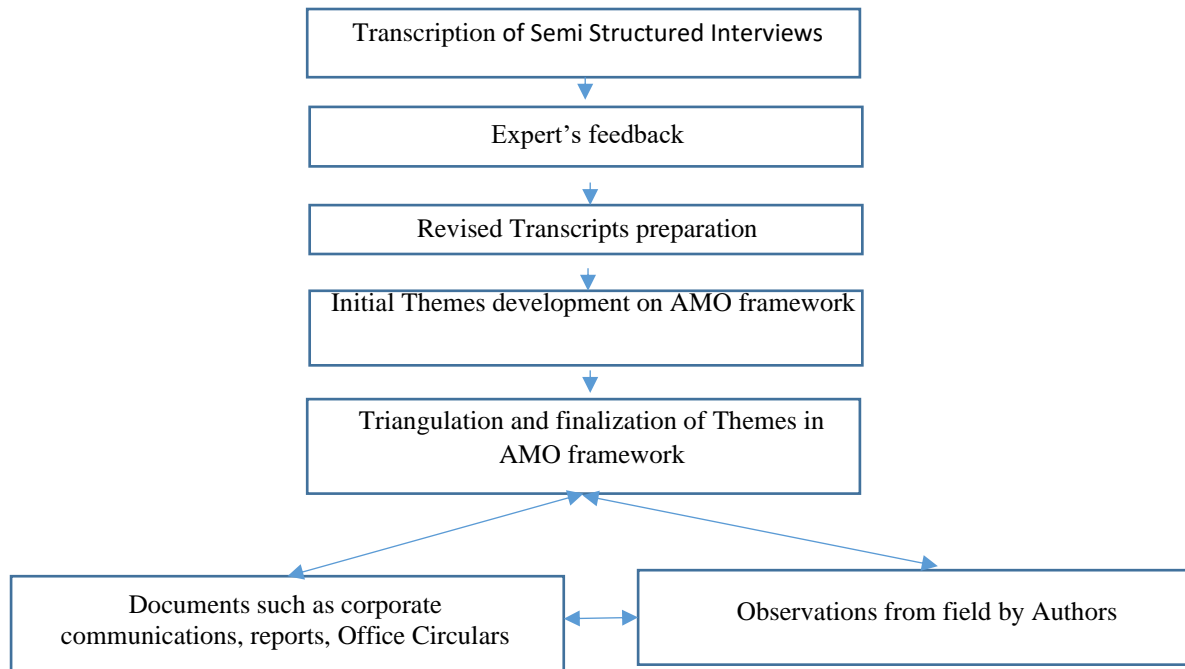 Transcription of Semi Structured Interviews
Expert’s feedback
Revised Transcripts preparation
Initial Themes development on AMO framework
Triangulation and finalization of Themes in
AMO framework
Documents such as corporate
communications, reports, Office Circulars
Observations from field by Authors